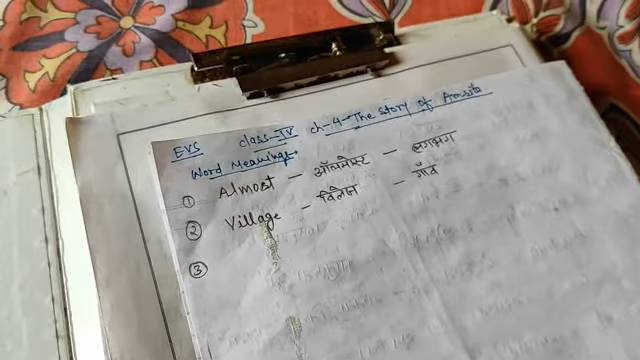 EVS class-IV ch-4-The story of Amrita
Word Meanings
① Almost - ऑलमोस्ट - लगभग
② Village - विलेज - गाँव
③